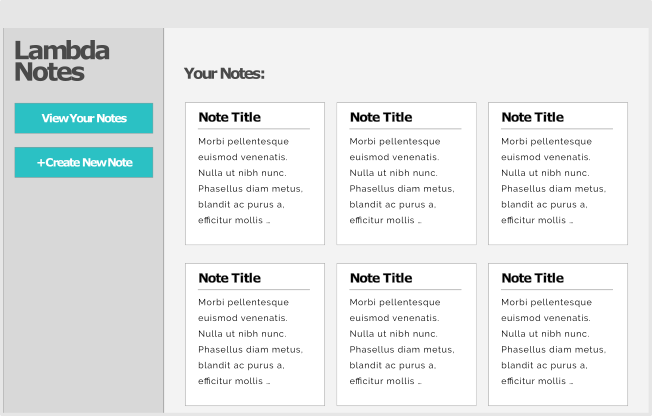 Lambda
Notes
View Your Notes
+ Create New Note
Your Notes:
Note Title
Morbi pellentesque
euismod venenatis.
Nulla ut nibh nunc.
Phasellus diam metus,
blandit ac purus a,
efficitur mollis ...
Note Title
Morbi pellentesque
euismod venenatis.
Nulla ut nibh nunc.
Phasellus diam metus,
blandit ac purus a,
efficitur mollis ...
Note Title
Morbi pellentesque
euismod venenatis.
Nulla ut nibh nunc.
Phasellus diam metus,
blandit ac purus a,
efficitur mollis ...
Note Title
Morbi pellentesque
euismod venenatis.
Nulla ut nibh nunc.
Phasellus diam metus,
blandit ac purus a,
efficitur mollis ...
Note Title
Morbi pellentesque
euismod venenatis.
Nulla ut nibh nunc.
Phasellus diam metus,
blandit ac purus a,
efficitur mollis ...
Note Title
Morbi pellentesque
euismod venenatis.
Nulla ut nibh nunc.
Phasellus diam metus,
blandit ac purus a,
efficitur mollis ...